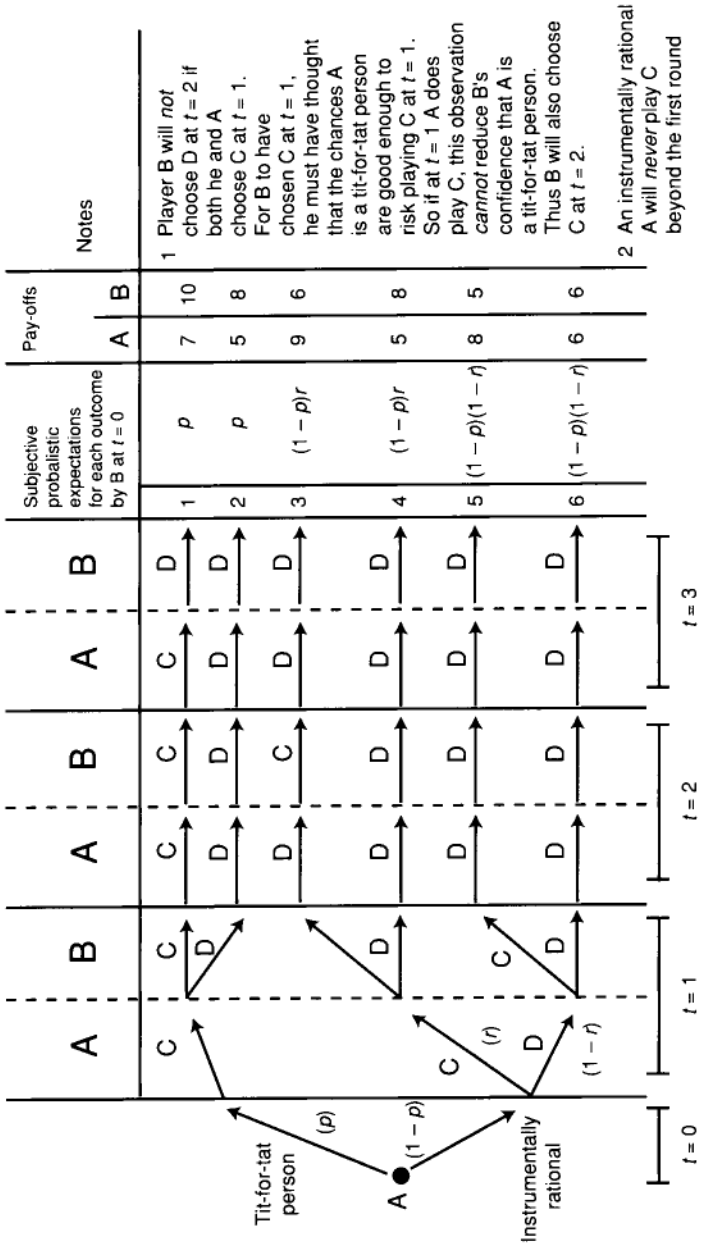 A
B
A
B
A
B
Subjective
probalistic
expectations
for each outcome
by B at t = 0
Pay-offs
A
B
Notes
Tit-for-tat
person
A
(p)
(1 – p)
Instrumentally
rational
C
C
D
C
C
C
D
1
p
7
10
D
D
D
D
2
p
5
8
D
C
D
D
3
(1 – p)r
9
6
C
(r)
D
D
D
D
D
4
(1 – p)r
5
8
D
(1 – r)
C
D
D
D
D
5
(1 – p)(1 – r)
8
5
D
D
D
D
D
6
(1 – p)(1 – r)
6
6
1 Player B will not
choose D at t = 2 if
both he and A
choose C at t = 1.
For B to have
chosen C at t = 1,
he must have thought
that the chances A
is a tit-for-tat person
are good enough to
risk playing C at t = 1.
So if at t = 1 A does
play C, this observation
cannot reduce B's
confidence that A is
a tit-for-tat person.
Thus B will also choose
C at t = 2.
2 An instrumentally rational
A will never play C
beyond the first round
t = 0
t = 1
t = 2
t = 3